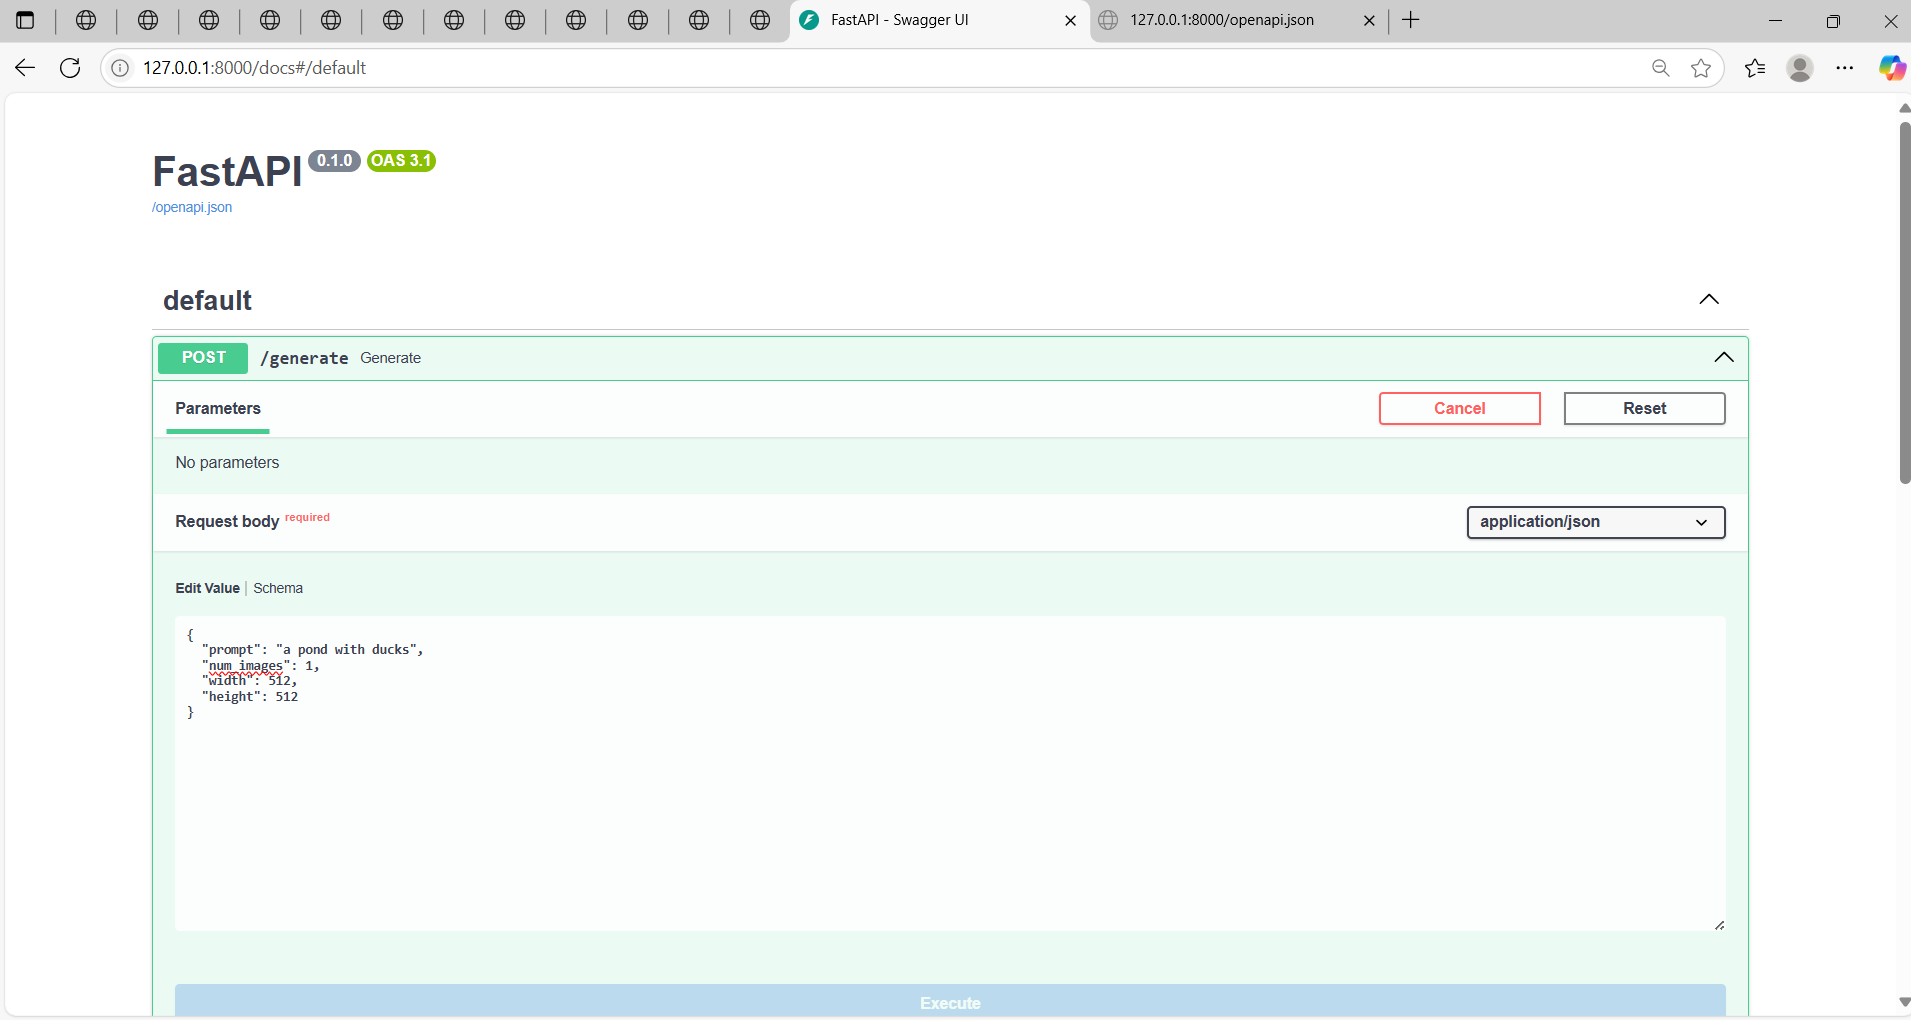 FastAPI - Swagger UI
127.0.0.1:8000/openapi.json
127.0.0.1:8000/docs#/default
FastAPI 0.1.0 OAS 3.1
/openapi.json
default
POST /generate Generate
Parameters
Cancel
Reset
No parameters
Request body required
application/json
Edit Value | Schema
{
"prompt": "a pond with ducks",
"num_images": 1,
"width": 512,
"height": 512
}
Execute